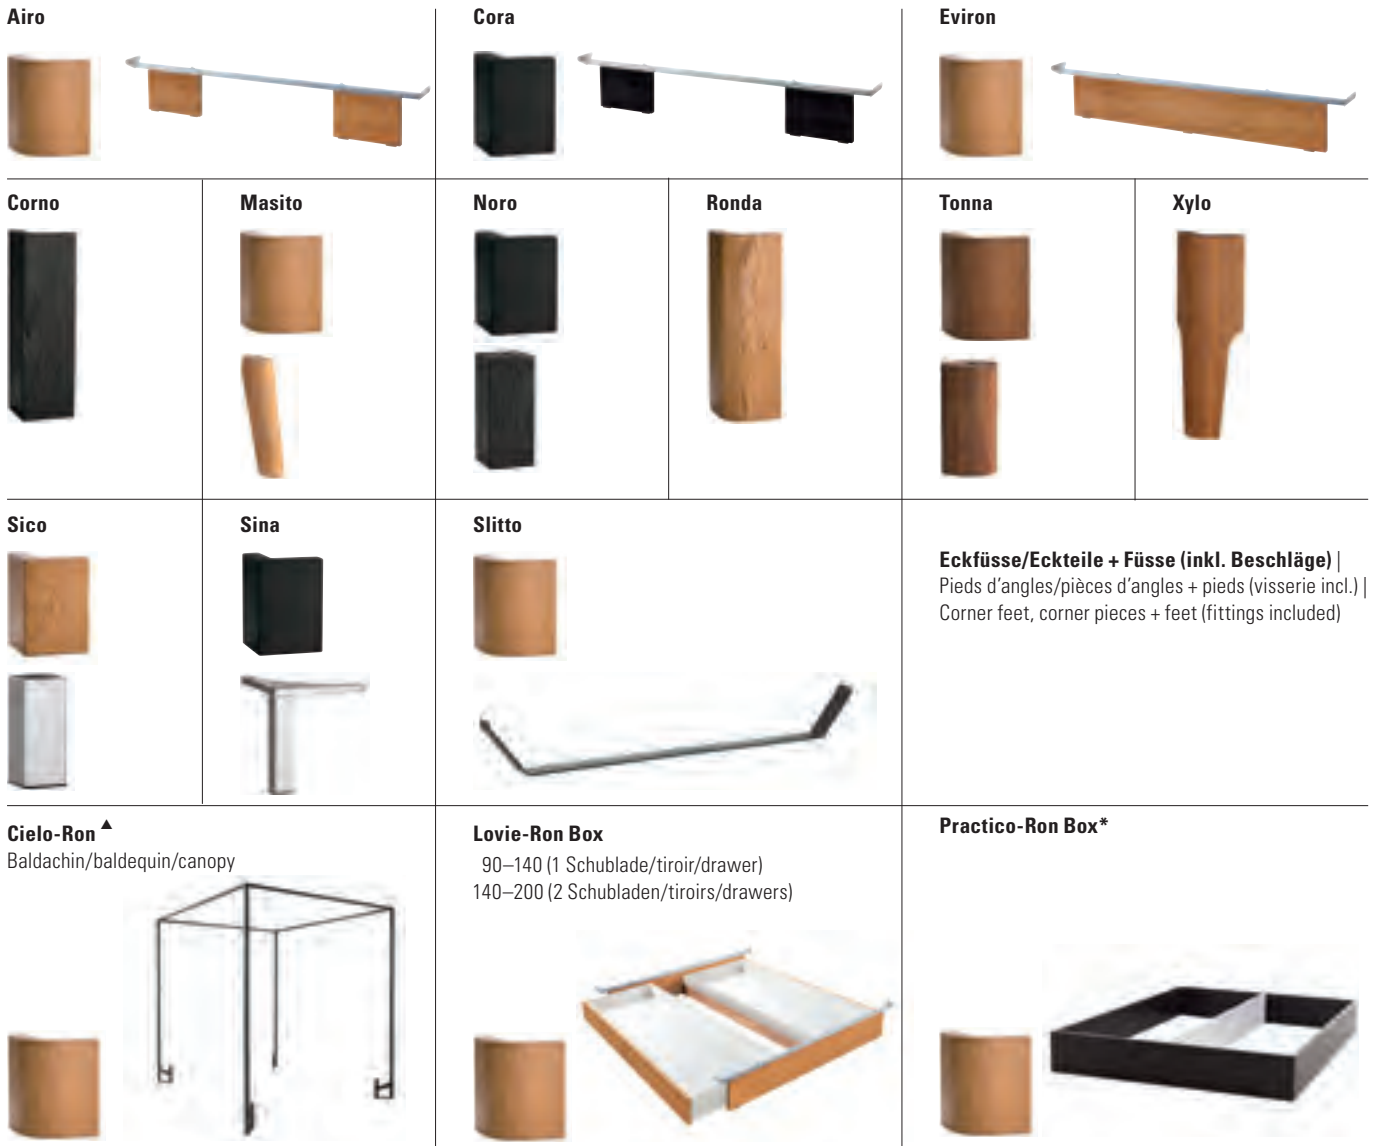 Airo
Cora
Eviron
Corno
Masito
Noro
Ronda
Tonna
Xylo
Sico
Sina
Slitto
Eckfüsse/Eckteile + Füsse (inkl. Beschläge) |
Pieds d’angles/pièces d’angles + pieds (visserie incl.) |
Corner feet, corner pieces + feet (fittings included)
Cielo-Ron ▲
Baldachin/baldequin/canopy
Lovie-Ron Box
90–140 (1 Schublade/tiroir/drawer)
140–200 (2 Schubladen/tiroirs/drawers)
Practico-Ron Box*